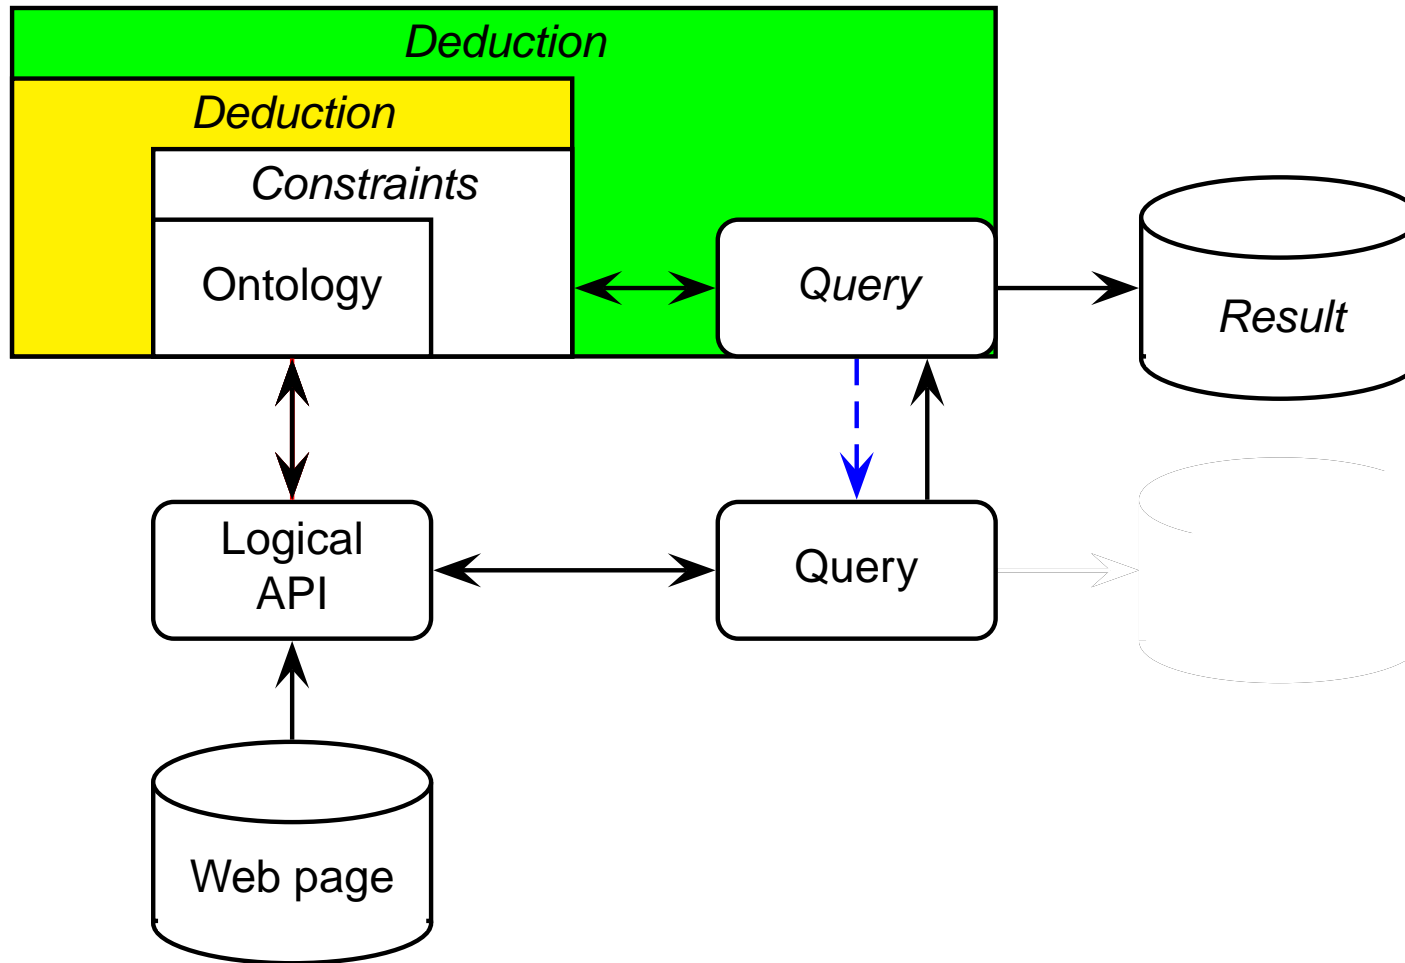 Deduction
Deduction
Constraints
Ontology
Query
Result
Logical
API
Query
Web page